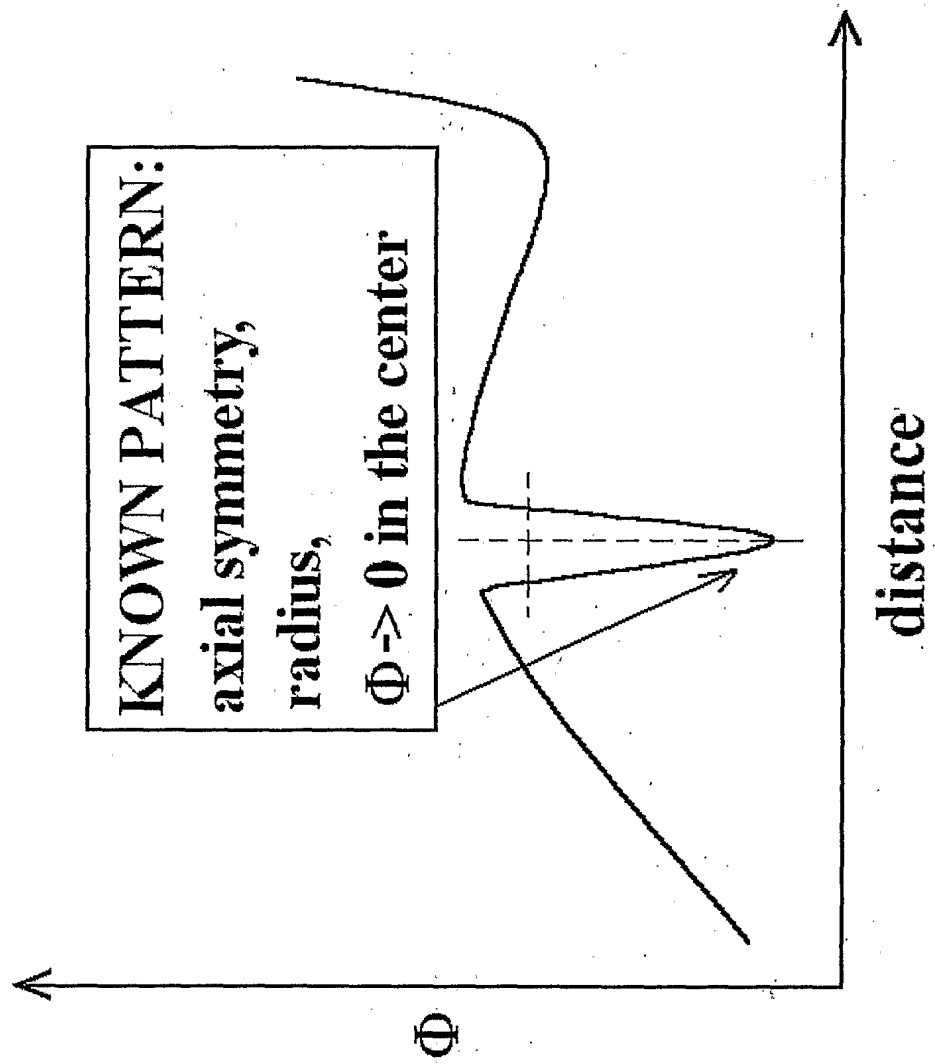 KNOWN PATTERN:
axial symmetry,
radius,
Φ-> 0 in the center
Φ
distance